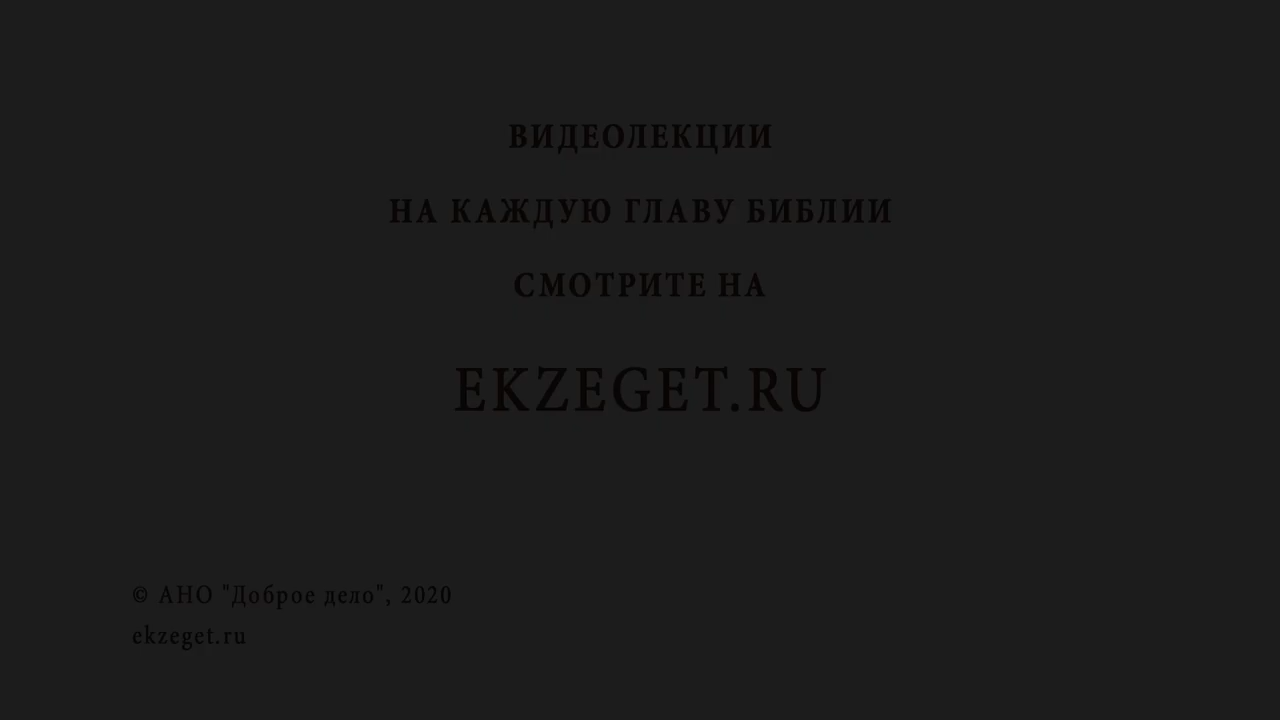 ВИДЕОЛЕКЦИИ
НА КАЖДУЮ ГЛАВУ БИБЛИИ
СМОТРИТЕ НА
EKZEGET.RU
© АНО "Доброе дело", 2020
ekzeget.ru